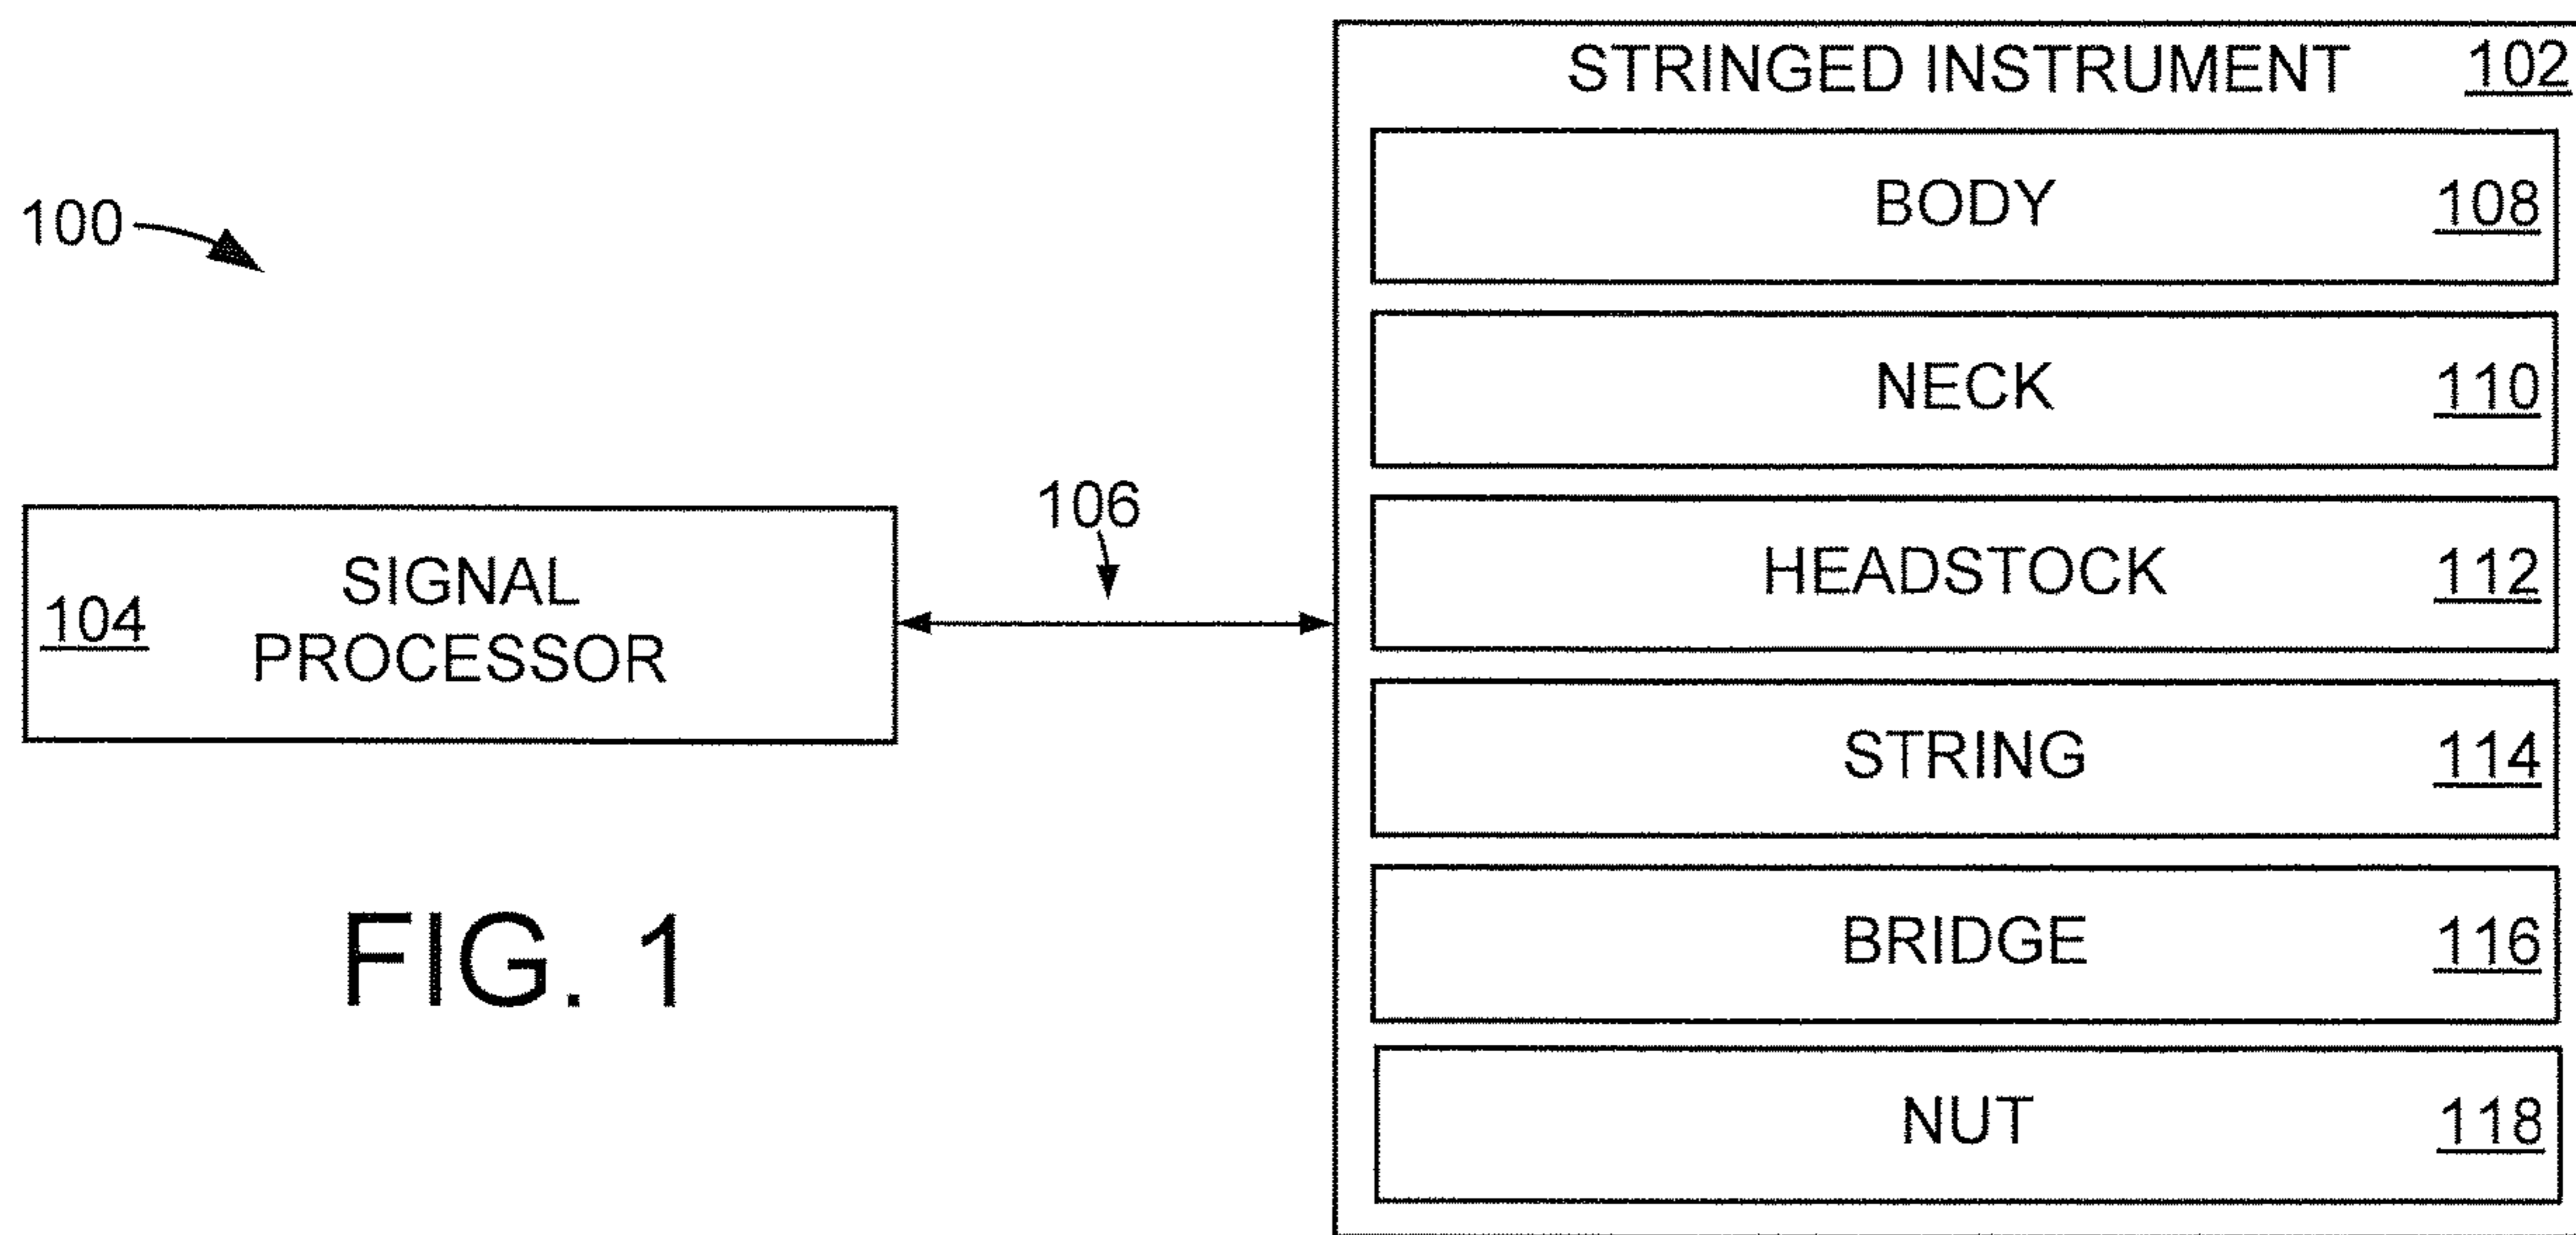 100
104 SIGNAL
PROCESSOR
106
FIG. 1
STRINGED INSTRUMENT 102
BODY 108
NECK 110
HEADSTOCK 112
STRING 114
BRIDGE 116
NUT 118